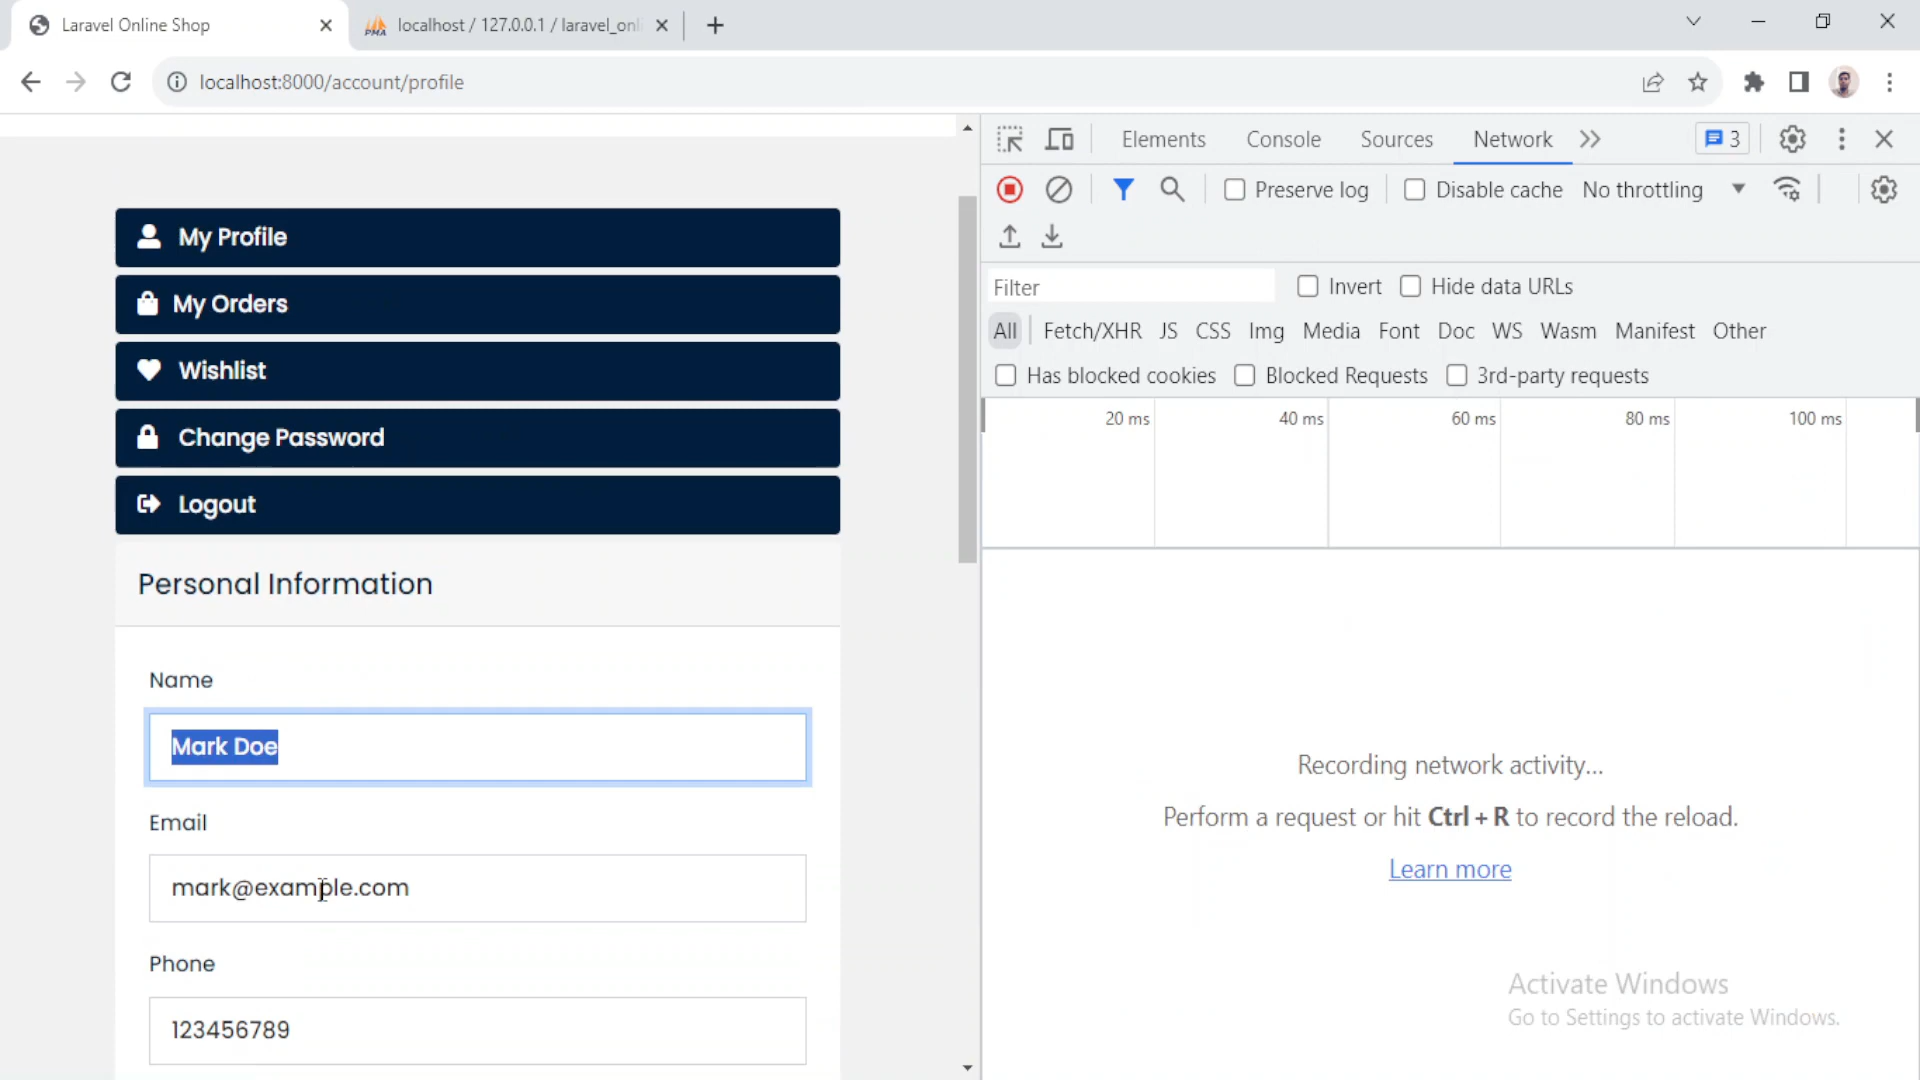 Laravel Online Shop
localhost / 127.0.0.1 / laravel_onl
localhost:8000/account/profile
My Profile
My Orders
Wishlist
Change Password
Logout
Personal Information
Name
Mark Doe
Email
mark@example.com
Phone
123456789
Elements Console Sources Network 3
Preserve log Disable cache No throttling
Filter Invert Hide data URLs
All Fetch/XHR JS CSS Img Media Font Doc WS Wasm Manifest Other
Has blocked cookies Blocked Requests 3rd-party requests
20 ms 40 ms 60 ms 80 ms 100 ms
Recording network activity...
Perform a request or hit Ctrl + R to record the reload.
Learn more
Activate Windows
Go to Settings to activate Windows.
PMA